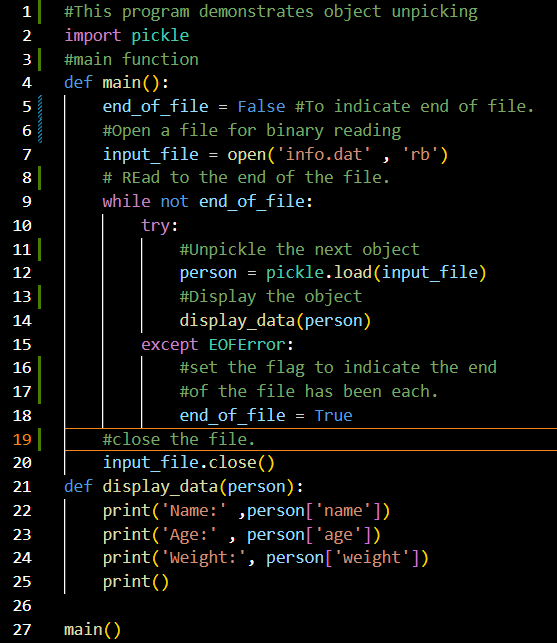 1 #This program demonstrates object unpicking
2 import pickle
3 #main function
4 def main():
5     end_of_file = False #To indicate end of file.
6     #Open a file for binary reading
7     input_file = open('info.dat' , 'rb')
8     # REad to the end of the file.
9     while not end_of_file:
10         try:
11             #Unpickle the next object
12             person = pickle.load(input_file)
13             #Display the object
14             display_data(person)
15         except EOFError:
16             #set the flag to indicate the end
17             #of the file has been each.
18             end_of_file = True
19     #close the file.
20     input_file.close()
21 def display_data(person):
22     print('Name:' ,person['name'])
23     print('Age:' , person['age'])
24     print('Weight:', person['weight'])
25     print()
26
27 main()